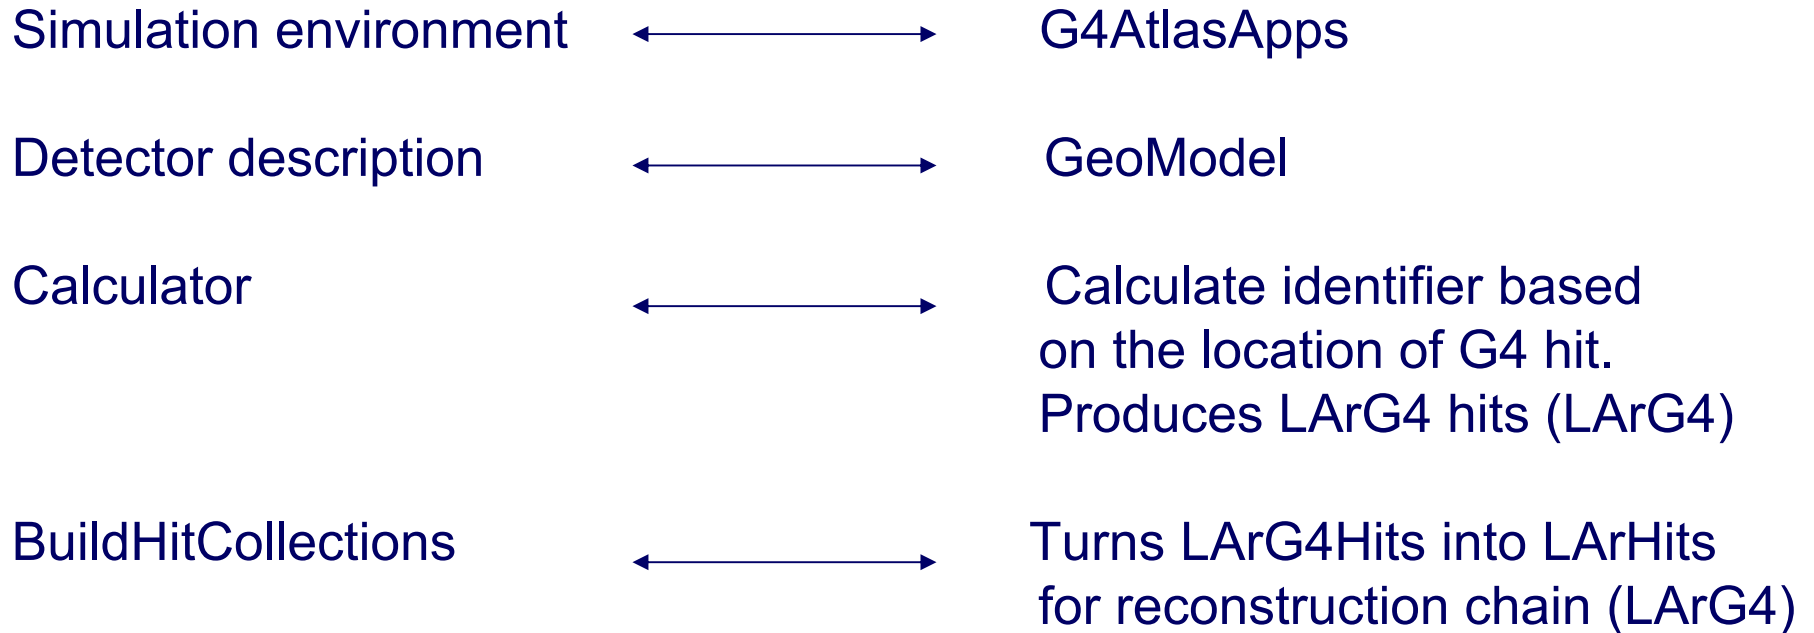 Simulation environment G4AtlasApps
Detector description GeoModel
Calculator Calculate identifier based
on the location of G4 hit.
Produces LArG4 hits (LArG4)
BuildHitCollections Turns LArG4Hits into LArHits
for reconstruction chain (LArG4)